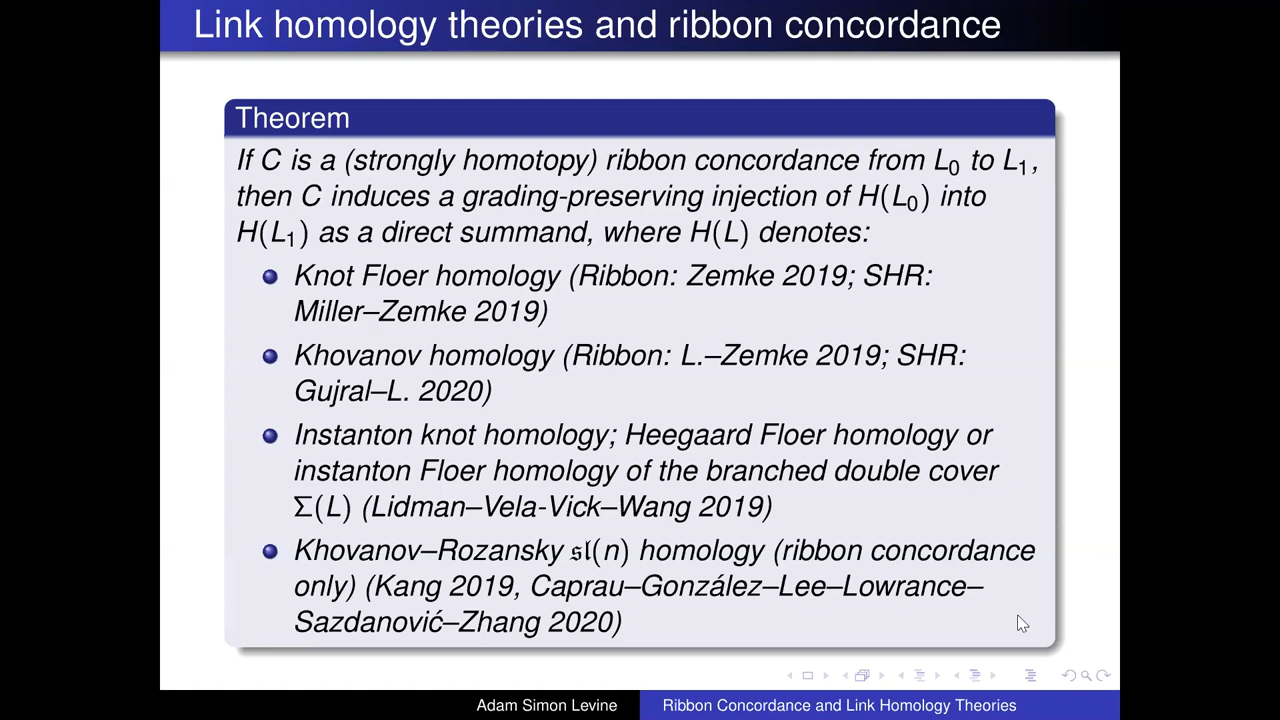 Link homology theories and ribbon concordance
Theorem
If C is a (strongly homotopy) ribbon concordance from L₀ to L₁,
then C induces a grading-preserving injection of H(L₀) into
H(L₁) as a direct summand, where H(L) denotes:
Knot Floer homology (Ribbon: Zemke 2019; SHR:
Miller–Zemke 2019)
Khovanov homology (Ribbon: L.–Zemke 2019; SHR:
Gujral–L. 2020)
Instanton knot homology; Heegaard Floer homology or
instanton Floer homology of the branched double cover
Σ(L) (Lidman–Vela-Vick–Wang 2019)
Khovanov–Rozansky 𝔰𝔩(n) homology (ribbon concordance
only) (Kang 2019, Caprau–González–Lee–Lowrance–
Sazdanović–Zhang 2020)
Adam Simon Levine
Ribbon Concordance and Link Homology Theories